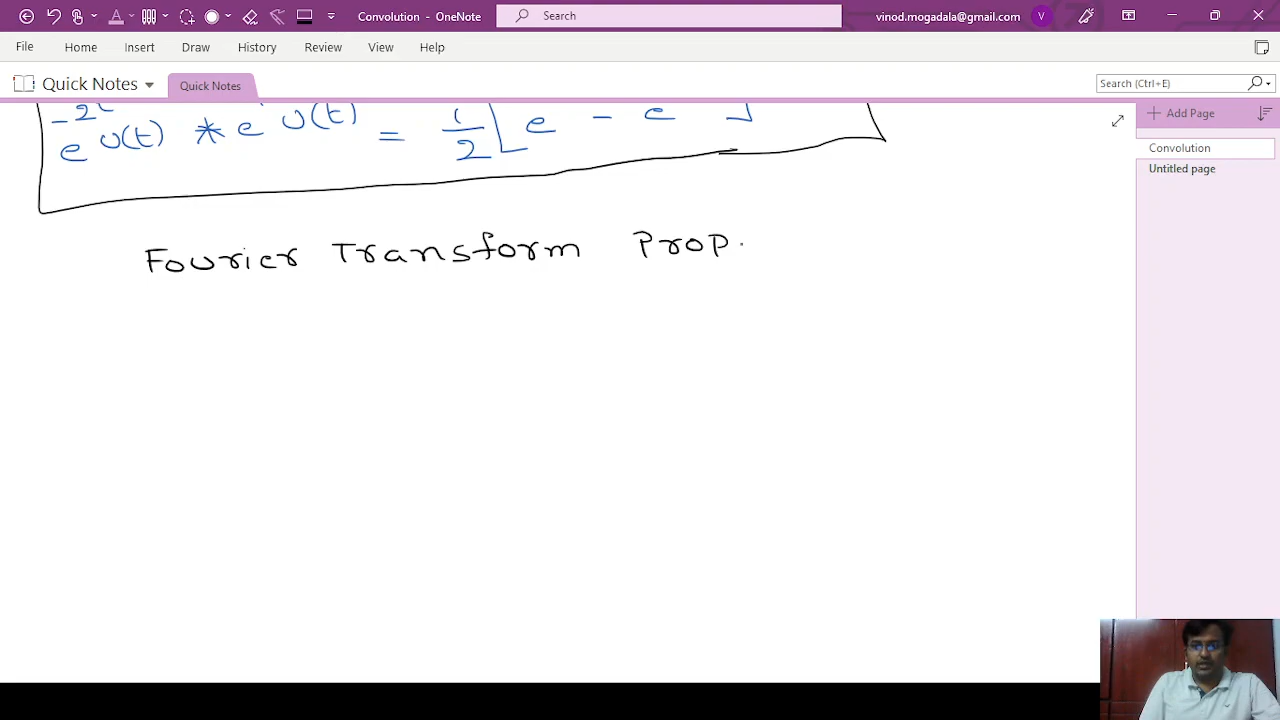 Convolution - OneNote
Search
vinod.mogadala@gmail.com
V
File Home Insert Draw History Review View Help
Quick Notes
Quick Notes
Search (Ctrl+E)
Add Page
Convolution
Untitled page
e^-2t u(t) * e u(t) = 1/2 [ e - e ]
Fourier Transform Prop.